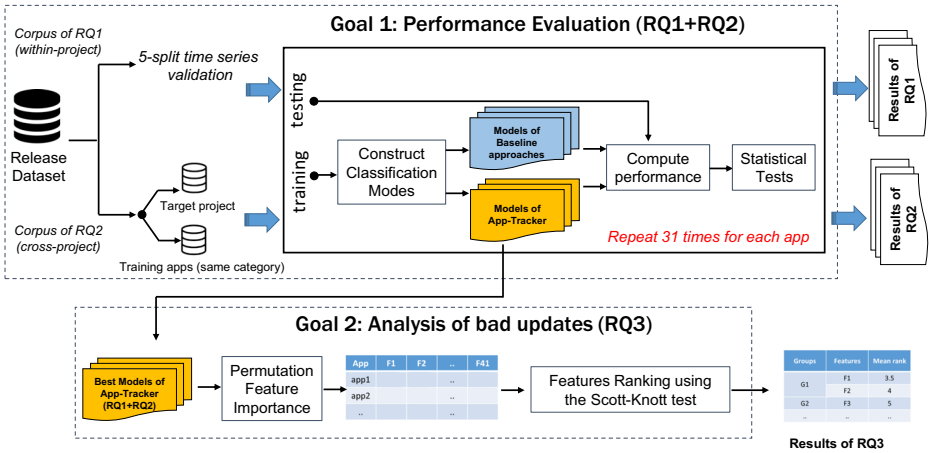 Goal 1: Performance Evaluation (RQ1+RQ2)
Corpus of RQ1
(within-project)
5-split time series
validation
Release
Dataset
Target project
Corpus of RQ2
(cross-project)
Training apps (same category)
testing
training
Construct
Classification
Modes
Models of
Baseline
approaches
Models of
App-Tracker
Compute
performance
Statistical
Tests
Repeat 31 times for each app
Results of
RQ1
Results of
RQ2
Goal 2: Analysis of bad updates (RQ3)
Best Models of
App-Tracker
(RQ1+RQ2)
Permutation
Feature
Importance
App F1 F2 .. F41
app1 ..
app2 ..
.. ..
Features Ranking using
the Scott-Knott test
Groups Features Mean rank
G1 F1 3.5
F2 4
G2 F3 5
.. .. ..
Results of RQ3